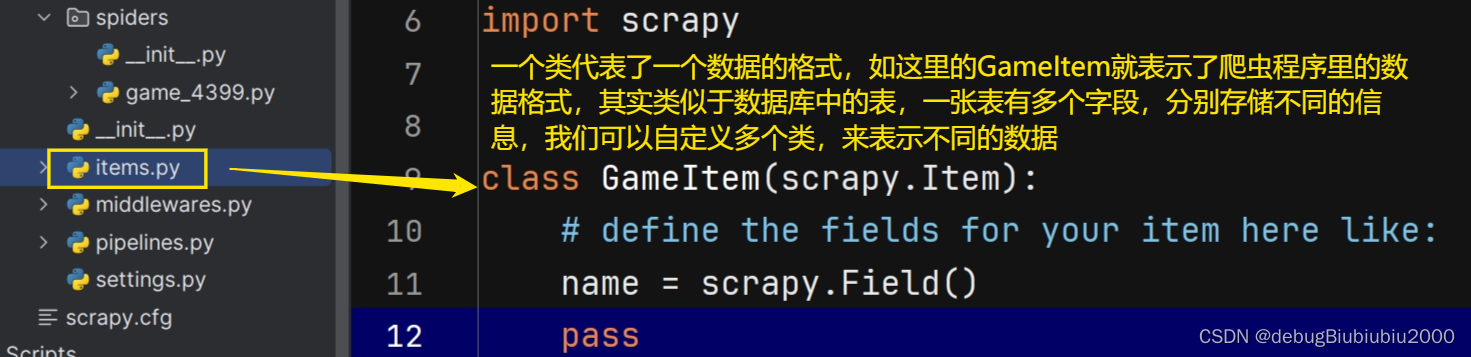 spiders
__init__.py
game_4399.py
__init__.py
items.py
middlewares.py
pipelines.py
settings.py
scrapy.cfg
Scripts
6 import scrapy
7
一个类代表了一个数据的格式，如这里的GameItem就表示了爬虫程序里的数
据格式，其实类似于数据库中的表，一张表有多个字段，分别存储不同的信
8
息，我们可以自定义多个类，来表示不同的数据
9 class GameItem(scrapy.Item):
10 # define the fields for your item here like:
11 name = scrapy.Field()
12 pass
CSDN @debugBiubiubiu2000